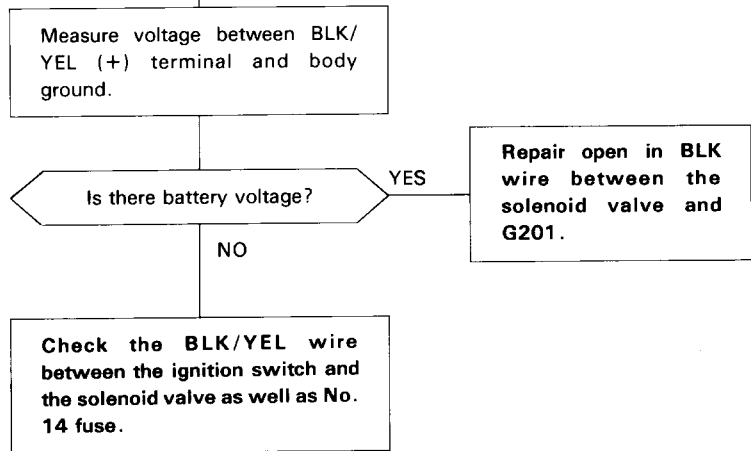 Measure voltage between BLK/
YEL (+) terminal and body
ground.
Is there battery voltage?
YES
Repair open in BLK
wire between the
solenoid valve and
G201.
NO
Check the BLK/YEL wire
between the ignition switch and
the solenoid valve as well as No.
14 fuse.